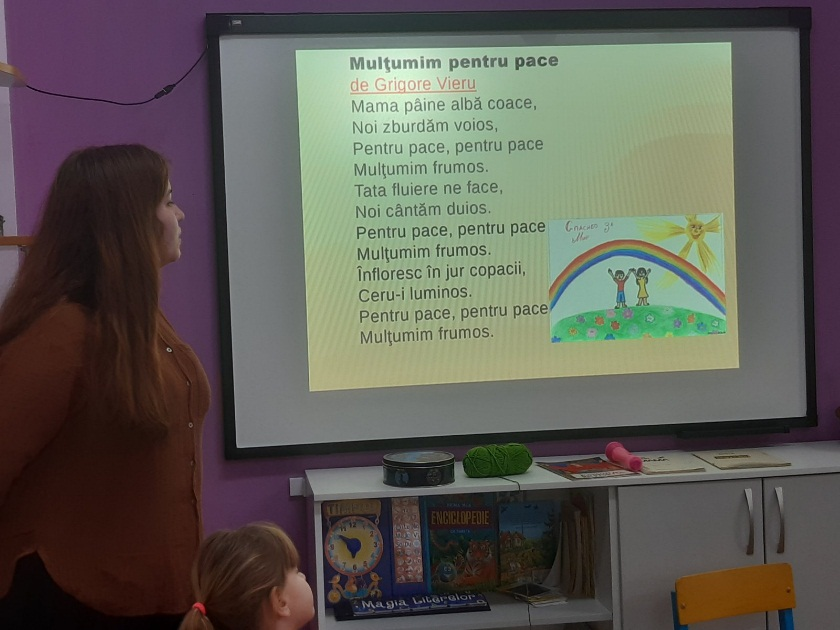 Mulţumim pentru pace
de Grigore Vieru
Mama pâine albă coace,
Noi zburdăm voios,
Pentru pace, pentru pace
Mulţumim frumos.
Tata fluiere ne face,
Noi cântăm duios.
Pentru pace, pentru pace
Mulţumim frumos.
Înfloresc în jur copacii,
Ceru-i luminos.
Pentru pace, pentru pace
Mulţumim frumos.
ENCICLOPEDIE
Magia Literelor